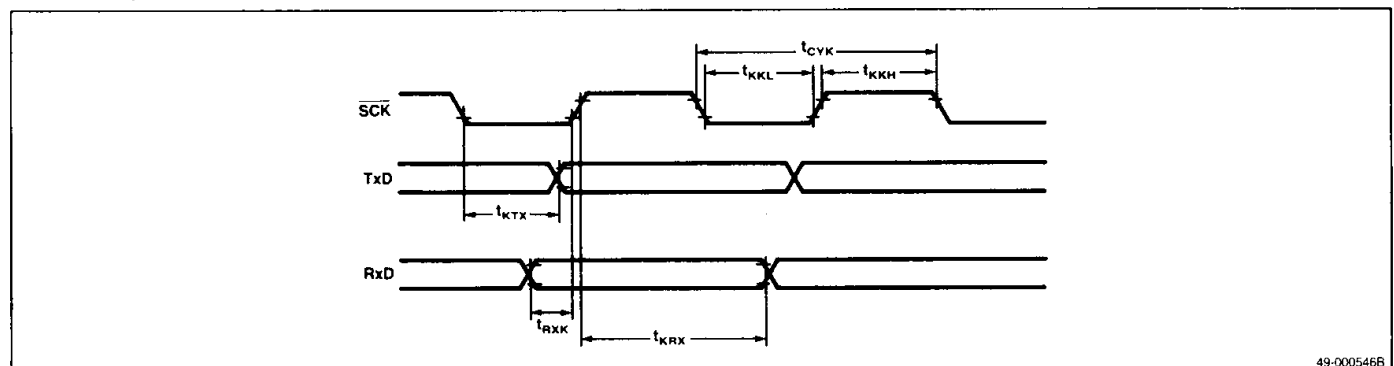 tCYK
tKKL tKKH
SCK
TxD
tKTX
RxD
tRXK
tKRX
49-000546B